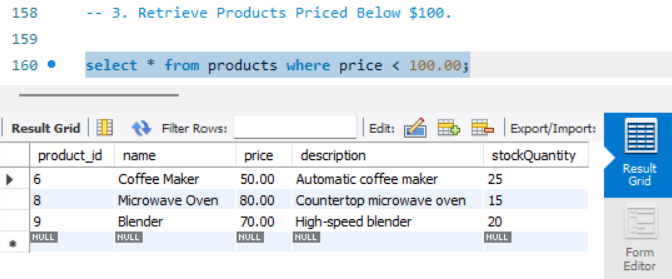 158 -- 3. Retrieve Products Priced Below $100.
159
160 select * from products where price < 100.00;
Result Grid Filter Rows: Edit: Export/Import:
product_id name price description stockQuantity
6 Coffee Maker 50.00 Automatic coffee maker 25
8 Microwave Oven 80.00 Countertop microwave oven 15
9 Blender 70.00 High-speed blender 20
NULL NULL NULL NULL NULL
Result
Grid
Form
Editor